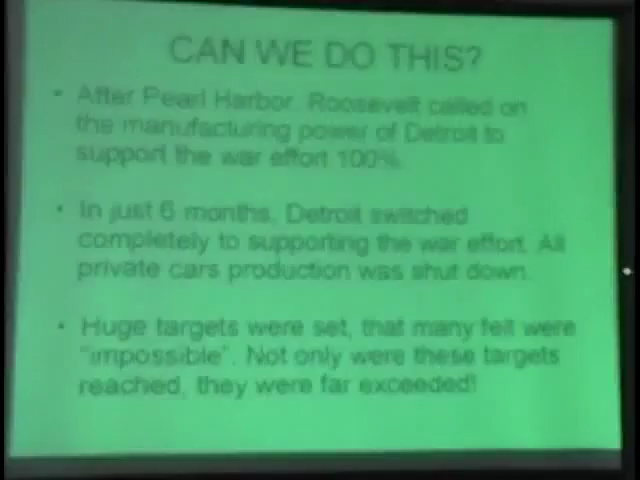 CAN WE DO THIS?
• After Pearl Harbor Roosevelt called on
the manufacturing power of Detroit to
support the war effort 100%.
• In just 6 months, Detroit switched
completely to supporting the war effort. All
private cars production was shut down.
• Huge targets were set, that many felt were
"impossible". Not only were these targets
reached, they were far exceeded!